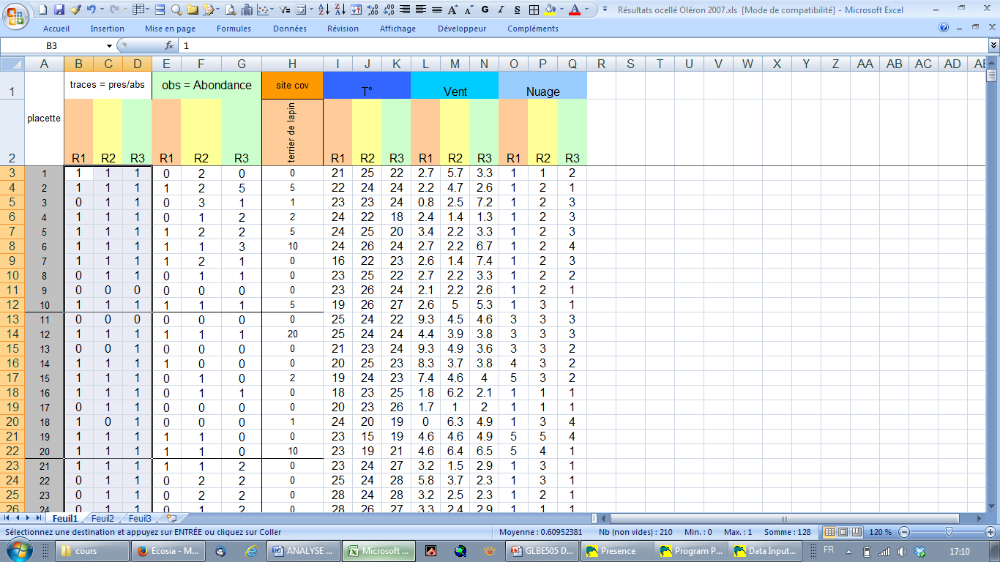 Résultats ocellé Oléron 2007.xls [Mode de compatibilité] - Microsoft Excel
Accueil Insertion Mise en page Formules Données Révision Affichage Développeur Compléments
B3 fx 1
A B C D E F G H I J K L M N O P Q R S T U V W X Y Z AA AB AC AD AE
1 traces = pres/abs obs = Abondance site cov T° Vent Nuage
placette terrier de lapin
2 R1 R2 R3 R1 R2 R3 R1 R2 R3 R1 R2 R3 R1 R2 R3
3 1 1 1 1 0 2 0 0 21 25 22 2.7 5.7 3.3 1 1 2
4 2 1 1 1 1 2 5 5 22 24 24 2.2 4.7 2.6 1 2 1
5 3 0 1 1 0 3 1 1 23 23 24 0.8 2.5 7.2 1 2 3
6 4 1 1 1 0 1 2 2 24 22 18 2.4 1.4 1.3 1 2 3
7 5 1 1 1 1 2 2 5 24 25 20 3.4 2.2 3.3 1 2 3
8 6 1 1 1 1 1 3 10 24 26 24 2.7 2.2 6.7 1 2 4
9 7 1 1 1 1 2 1 0 16 22 23 2.6 1.4 7.4 1 2 3
10 8 0 1 1 0 1 1 0 23 25 22 2.7 2.2 3.3 1 2 2
11 9 0 0 0 0 0 0 0 23 26 24 2.1 2.2 2.6 1 2 1
12 10 1 1 1 1 1 1 5 19 26 27 2.6 5 5.3 1 3 1
13 11 0 0 0 0 0 0 0 25 24 22 9.3 4.5 4.6 3 3 3
14 12 1 1 1 1 1 1 20 25 24 24 4.4 3.9 3.8 3 3 3
15 13 0 0 1 0 0 0 0 21 23 24 9.3 4.9 3.6 3 3 2
16 14 1 1 1 1 0 0 0 20 25 23 8.3 3.7 3.8 4 3 2
17 15 1 1 1 0 1 0 2 19 24 23 7.4 4.6 4 5 3 2
18 16 1 1 1 0 1 1 0 18 23 25 1.8 6.2 2.1 1 1 1
19 17 0 1 1 0 0 0 0 20 23 26 1.7 1 2 1 1 1
20 18 1 0 1 0 0 0 1 24 20 19 0 6.3 4.9 1 3 4
21 19 1 1 1 1 1 0 0 23 15 19 4.6 4.6 4.9 5 5 4
22 20 1 1 1 1 1 0 10 23 19 21 4.6 6.4 6.5 5 4 1
23 21 1 1 1 1 1 2 0 23 24 27 3.2 1.5 2.9 1 3 1
24 22 0 1 1 0 2 2 0 25 24 28 5.8 3.7 2.3 1 3 1
25 23 0 1 1 0 2 2 0 28 24 28 3.2 2.5 2.3 1 2 1
26 24 0 1 1 0 1 2 0 28 26 27 3.3 2.4 2.9 1 1 1
Feuil1 Feuil2 Feuil3
Sélectionnez une destination et appuyez sur ENTRÉE ou cliquez sur Coller Moyenne : 0.60952381 Nb (non vides) : 210 Min. : 0 Max. : 1 Somme : 128 120 %
cours Ecosia - M... ANALYSE ... Microsoft ... GLBE505 D... Presence Program P... Data Input... FR 17:10